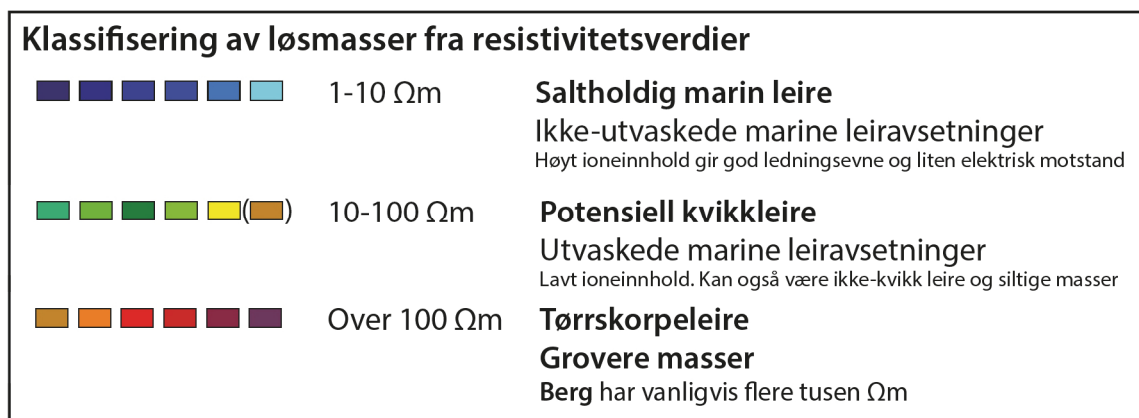 Klassifisering av løsmasser fra resistivitetsverdier
1-10 Ωm Saltholdig marin leire
Ikke-utvaskede marine leiravsetninger
Høyt ioneinnhold gir god ledningsevne og liten elektrisk motstand
( ) 10-100 Ωm Potensiell kvikkleire
Utvaskede marine leiravsetninger
Lavt ioneinnhold. Kan også være ikke-kvikk leire og siltige masser
Over 100 Ωm Tørrskorpeleire
Grovere masser
Berg har vanligvis flere tusen Ωm